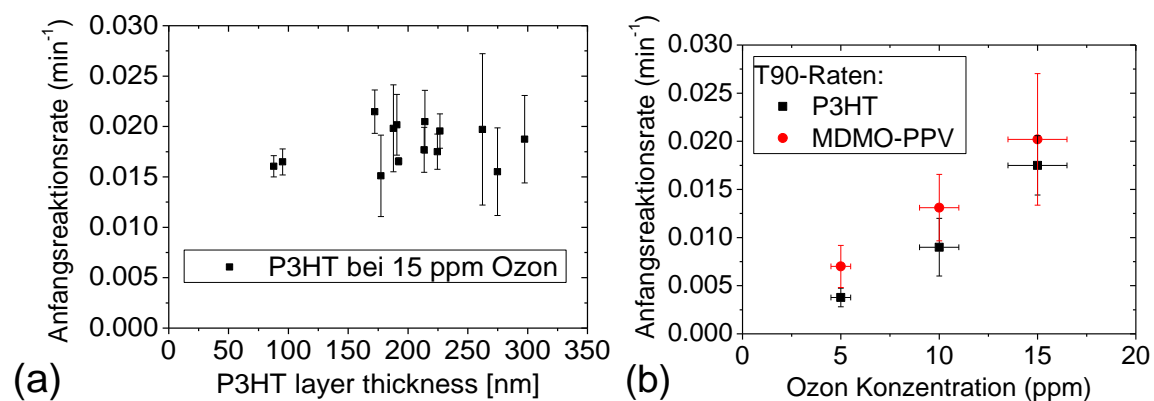 (a)
Anfangsreaktionsrate (min⁻¹)
0.030
0.025
0.020
0.015
0.010
0.005
0.000
P3HT bei 15 ppm Ozon
0 50 100 150 200 250 300 350
P3HT layer thickness [nm]
(b)
Anfangsreaktionsrate (min⁻¹)
0.030
0.025
0.020
0.015
0.010
0.005
0.000
T90-Raten:
P3HT
MDMO-PPV
0 5 10 15 20
Ozon Konzentration (ppm)